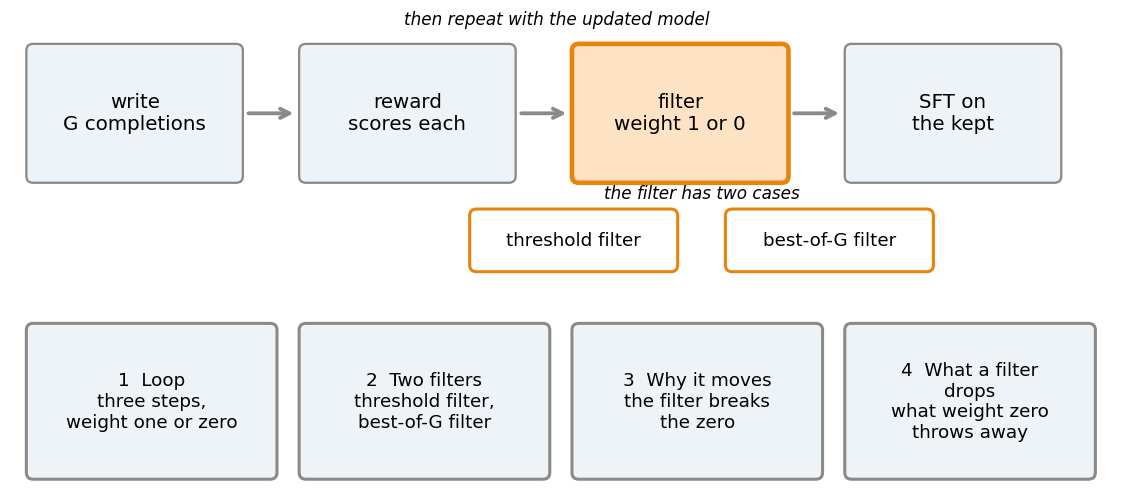 then repeat with the updated model
write
G completions
reward
scores each
filter
weight 1 or 0
SFT on
the kept
the filter has two cases
threshold filter
best-of-G filter
1  Loop
three steps,
weight one or zero
2  Two filters
threshold filter,
best-of-G filter
3  Why it moves
the filter breaks
the zero
4  What a filter
drops
what weight zero
throws away